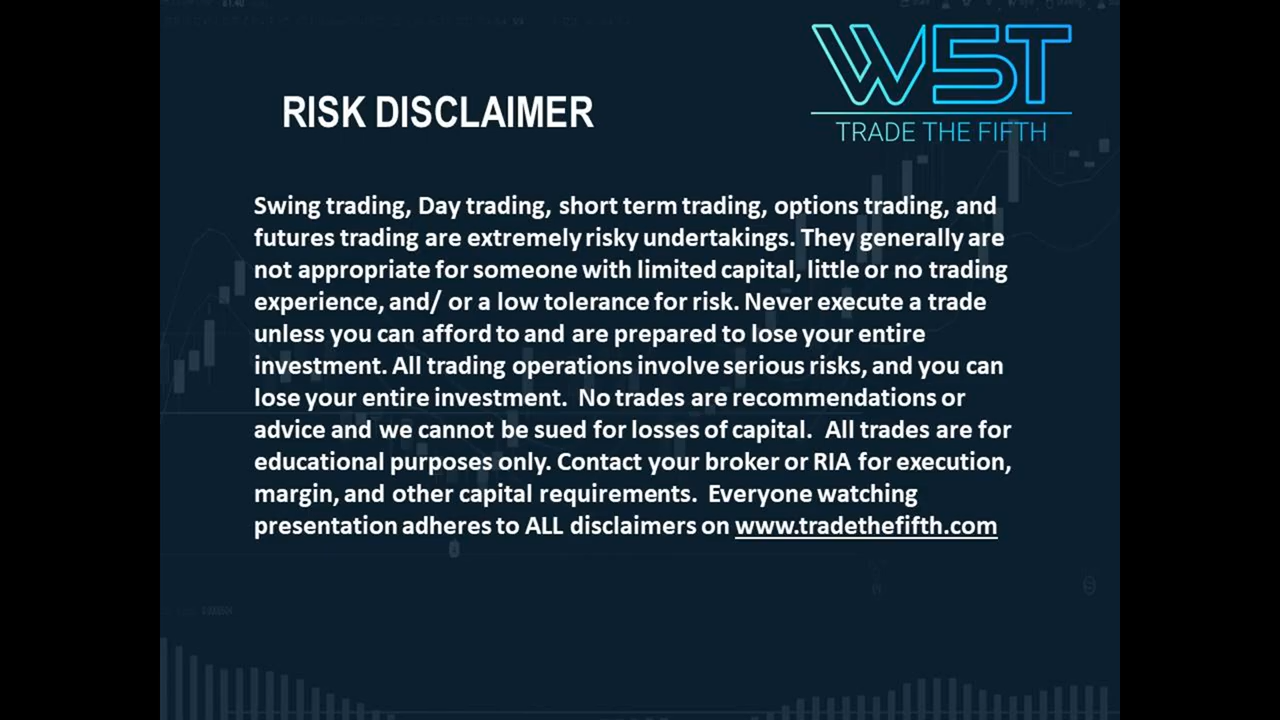 W5T
TRADE THE FIFTH
RISK DISCLAIMER
Swing trading, Day trading, short term trading, options trading, and
futures trading are extremely risky undertakings. They generally are
not appropriate for someone with limited capital, little or no trading
experience, and/ or a low tolerance for risk. Never execute a trade
unless you can afford to and are prepared to lose your entire
investment. All trading operations involve serious risks, and you can
lose your entire investment.  No trades are recommendations or
advice and we cannot be sued for losses of capital.  All trades are for
educational purposes only. Contact your broker or RIA for execution,
margin, and other capital requirements.  Everyone watching
presentation adheres to ALL disclaimers on www.tradethefifth.com